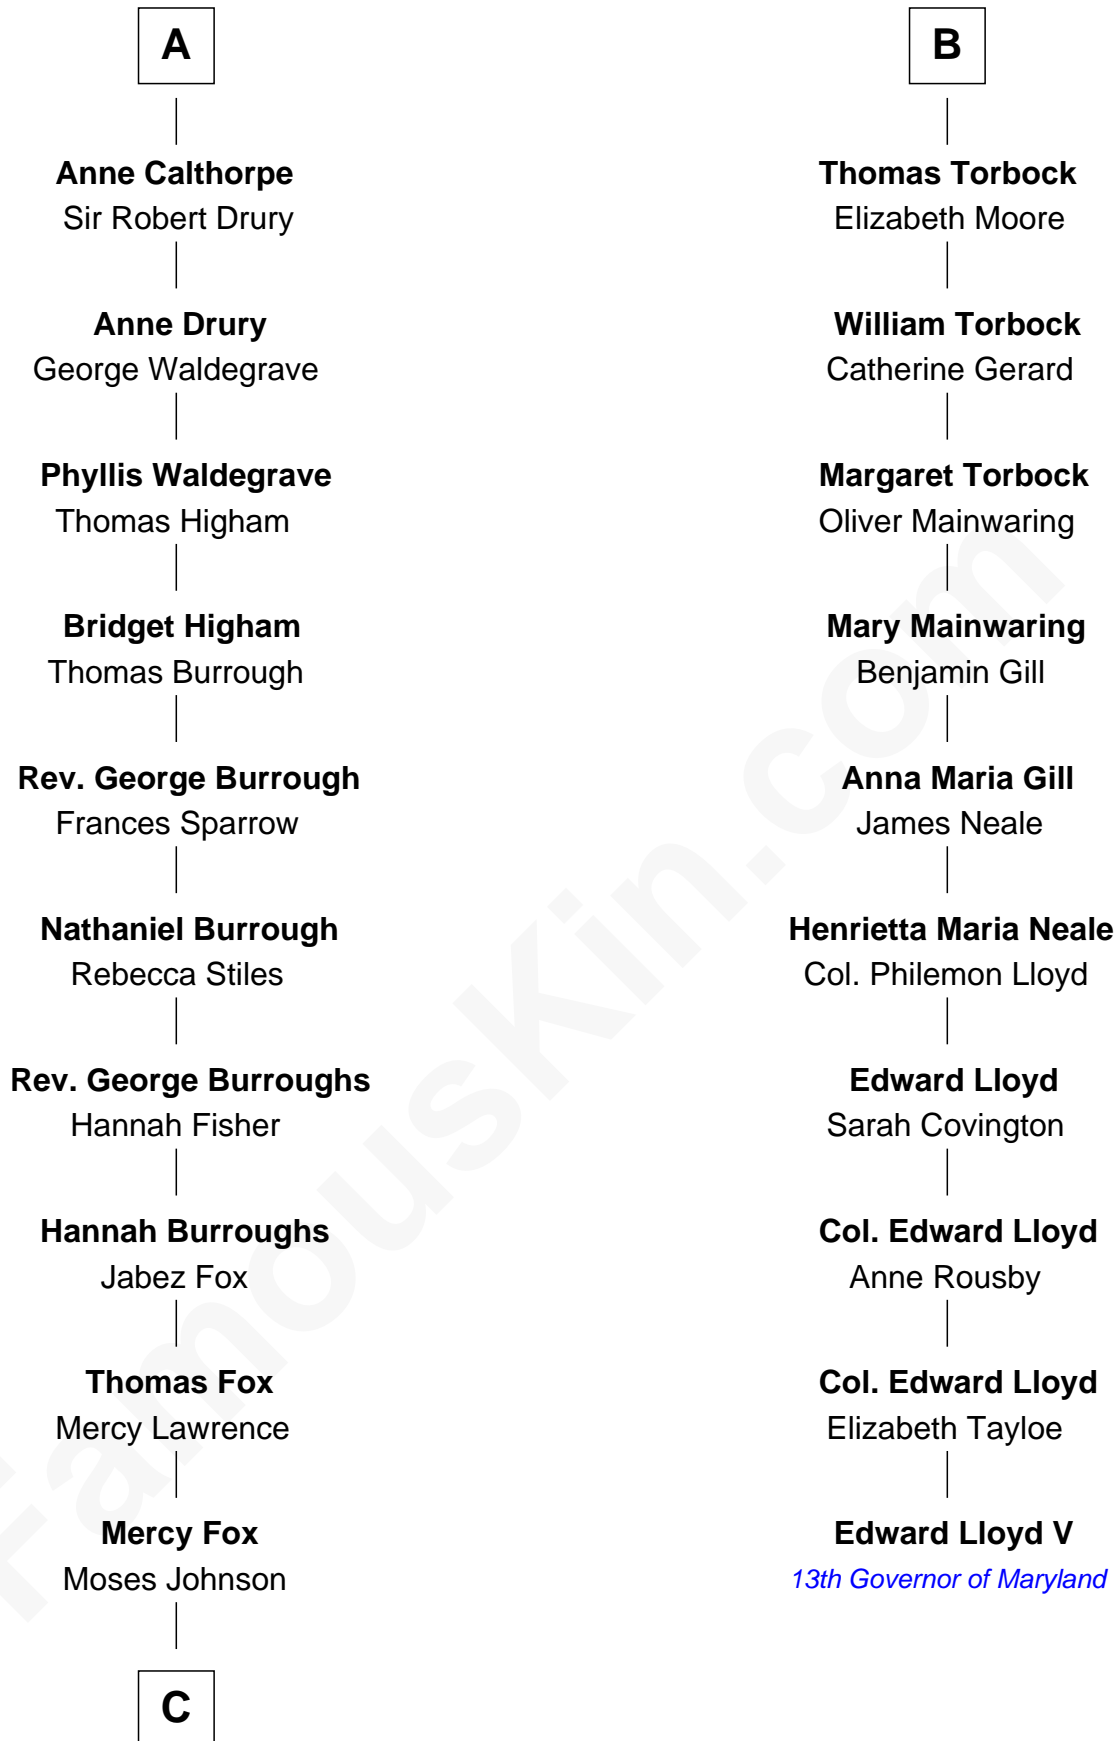 A
Anne Calthorpe
Sir Robert Drury
Anne Drury
George Waldegrave
Phyllis Waldegrave
Thomas Higham
Bridget Higham
Thomas Burrough
Rev. George Burrough
Frances Sparrow
Nathaniel Burrough
Rebecca Stiles
Rev. George Burroughs
Hannah Fisher
Hannah Burroughs
Jabez Fox
Thomas Fox
Mercy Lawrence
Mercy Fox
Moses Johnson
C
B
Thomas Torbock
Elizabeth Moore
William Torbock
Catherine Gerard
Margaret Torbock
Oliver Mainwaring
Mary Mainwaring
Benjamin Gill
Anna Maria Gill
James Neale
Henrietta Maria Neale
Col. Philemon Lloyd
Edward Lloyd
Sarah Covington
Col. Edward Lloyd
Anne Rousby
Col. Edward Lloyd
Elizabeth Tayloe
Edward Lloyd V
13th Governor of Maryland
FamousKin.com